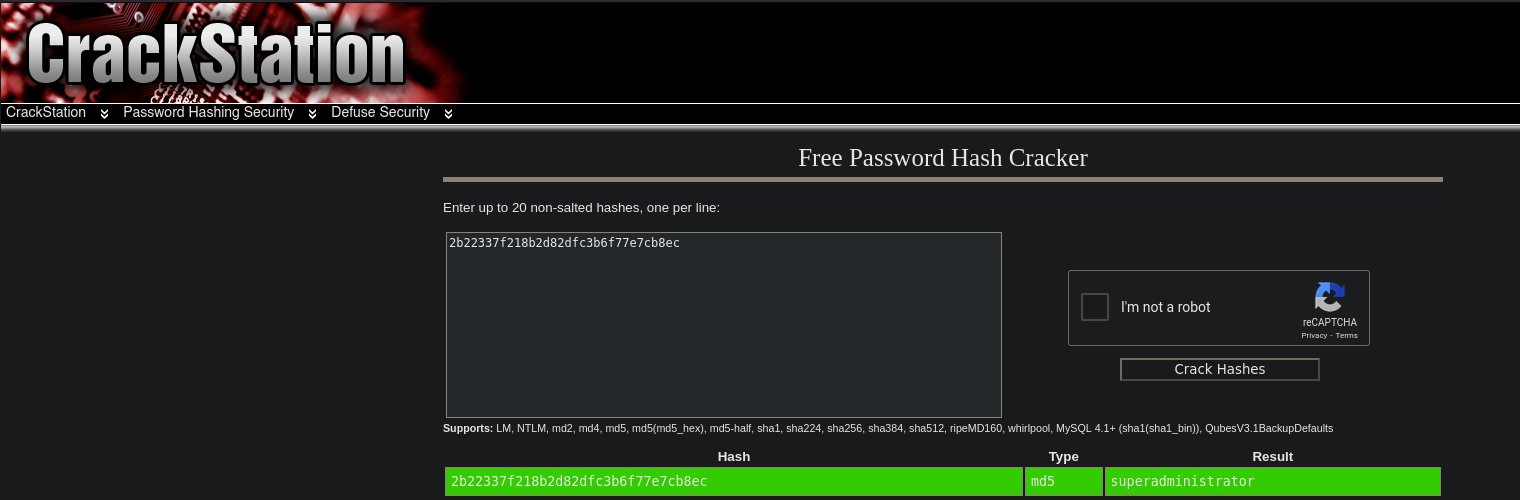 CrackStation
CrackStation Password Hashing Security Defuse Security
Free Password Hash Cracker
Enter up to 20 non-salted hashes, one per line:
2b22337f218b2d82dfc3b6f77e7cb8ec
I'm not a robot
reCAPTCHA
Privacy - Terms
Crack Hashes
Supports: LM, NTLM, md2, md4, md5, md5(md5_hex), md5-half, sha1, sha224, sha256, sha384, sha512, ripeMD160, whirlpool, MySQL 4.1+ (sha1(sha1_bin)), QubesV3.1BackupDefaults
Hash Type Result
2b22337f218b2d82dfc3b6f77e7cb8ec md5 superadministrator